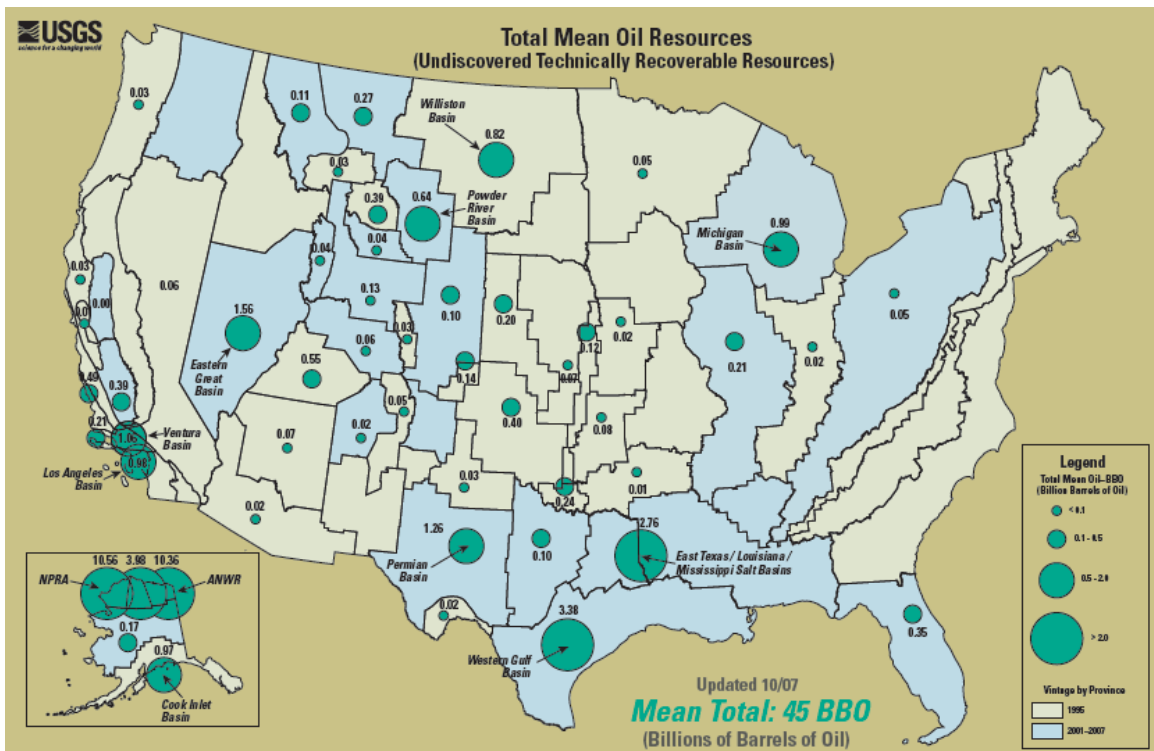 USGS
science for a changing world
Total Mean Oil Resources
(Undiscovered Technically Recoverable Resources)
0.03
0.11
0.27
Williston
Basin
0.82
0.05
0.03
0.39
0.64
Powder
River
Basin
0.99
Michigan
Basin
0.04
0.04
0.03
0.00
0.01
0.06
0.13
0.10
0.20
0.02
0.12
0.05
1.56
Eastern
Great
Basin
0.06
0.03
0.14
0.07
0.21
0.02
0.55
0.49
0.39
0.05
0.40
0.08
0.21
1.06
Ventura
Basin
0.02
0.07
0.98
Los Angeles
Basin
0.03
0.24
0.01
0.02
1.26
Permian
Basin
0.10
2.76
East Texas / Louisiana /
Mississippi Salt Basins
0.02
3.38
Western Gulf
Basin
0.35
10.56
3.98
10.36
NPRA
ANWR
0.17
0.97
Cook Inlet
Basin
Updated 10/07
Mean Total: 45 BBO
(Billions of Barrels of Oil)
Legend
Total Mean Oil–BBO
(Billion Barrels of Oil)
< 0.1
0.1 - 0.5
0.5 - 2.0
> 2.0
Vintage by Province
1995
2001–2007